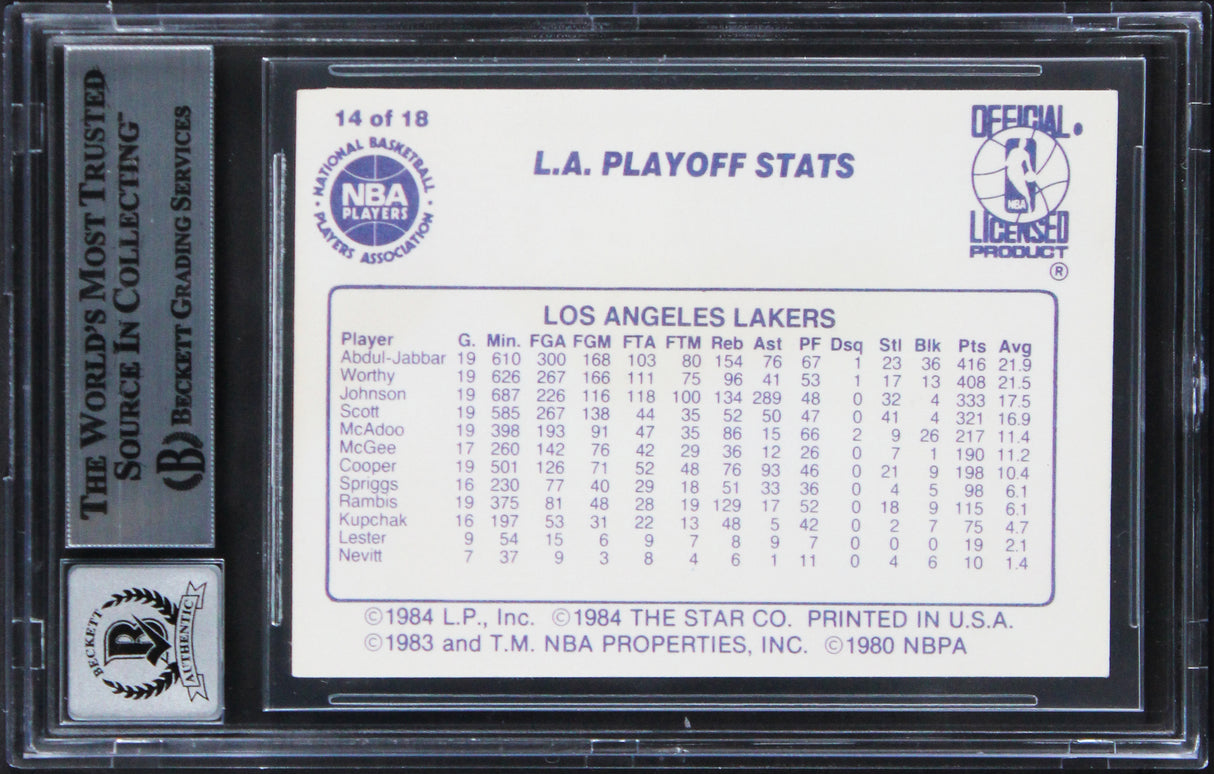 THE WORLD'S MOST TRUSTED
SOURCE IN COLLECTING™
B BECKETT GRADING SERVICES
BECKETT
B
AUTHENTIC
14 of 18
NATIONAL BASKETBALL
NBA
PLAYERS
PLAYERS ASSOCIATION
L.A. PLAYOFF STATS
OFFICIAL
NBA
LICENSED
PRODUCT
®
LOS ANGELES LAKERS
Player G. Min. FGA FGM FTA FTM Reb Ast PF Dsq Stl Blk Pts Avg
Abdul-Jabbar 19 610 300 168 103 80 154 76 67 1 23 36 416 21.9
Worthy 19 626 267 166 111 75 96 41 53 1 17 13 408 21.5
Johnson 19 687 226 116 118 100 134 289 48 0 32 4 333 17.5
Scott 19 585 267 138 44 35 52 50 47 0 41 4 321 16.9
McAdoo 19 398 193 91 47 35 86 15 66 2 9 26 217 11.4
McGee 17 260 142 76 42 29 36 12 26 0 7 1 190 11.2
Cooper 19 501 126 71 52 48 76 93 46 0 21 9 198 10.4
Spriggs 16 230 77 40 29 18 51 33 36 0 4 5 98 6.1
Rambis 19 375 81 48 28 19 129 17 52 0 18 9 115 6.1
Kupchak 16 197 53 31 22 13 48 5 42 0 2 7 75 4.7
Lester 9 54 15 6 9 7 8 9 7 0 0 0 19 2.1
Nevitt 7 37 9 3 8 4 6 1 11 0 4 6 10 1.4
©1984 L.P., Inc. ©1984 THE STAR CO. PRINTED IN U.S.A.
©1983 and T.M. NBA PROPERTIES, INC. ©1980 NBPA